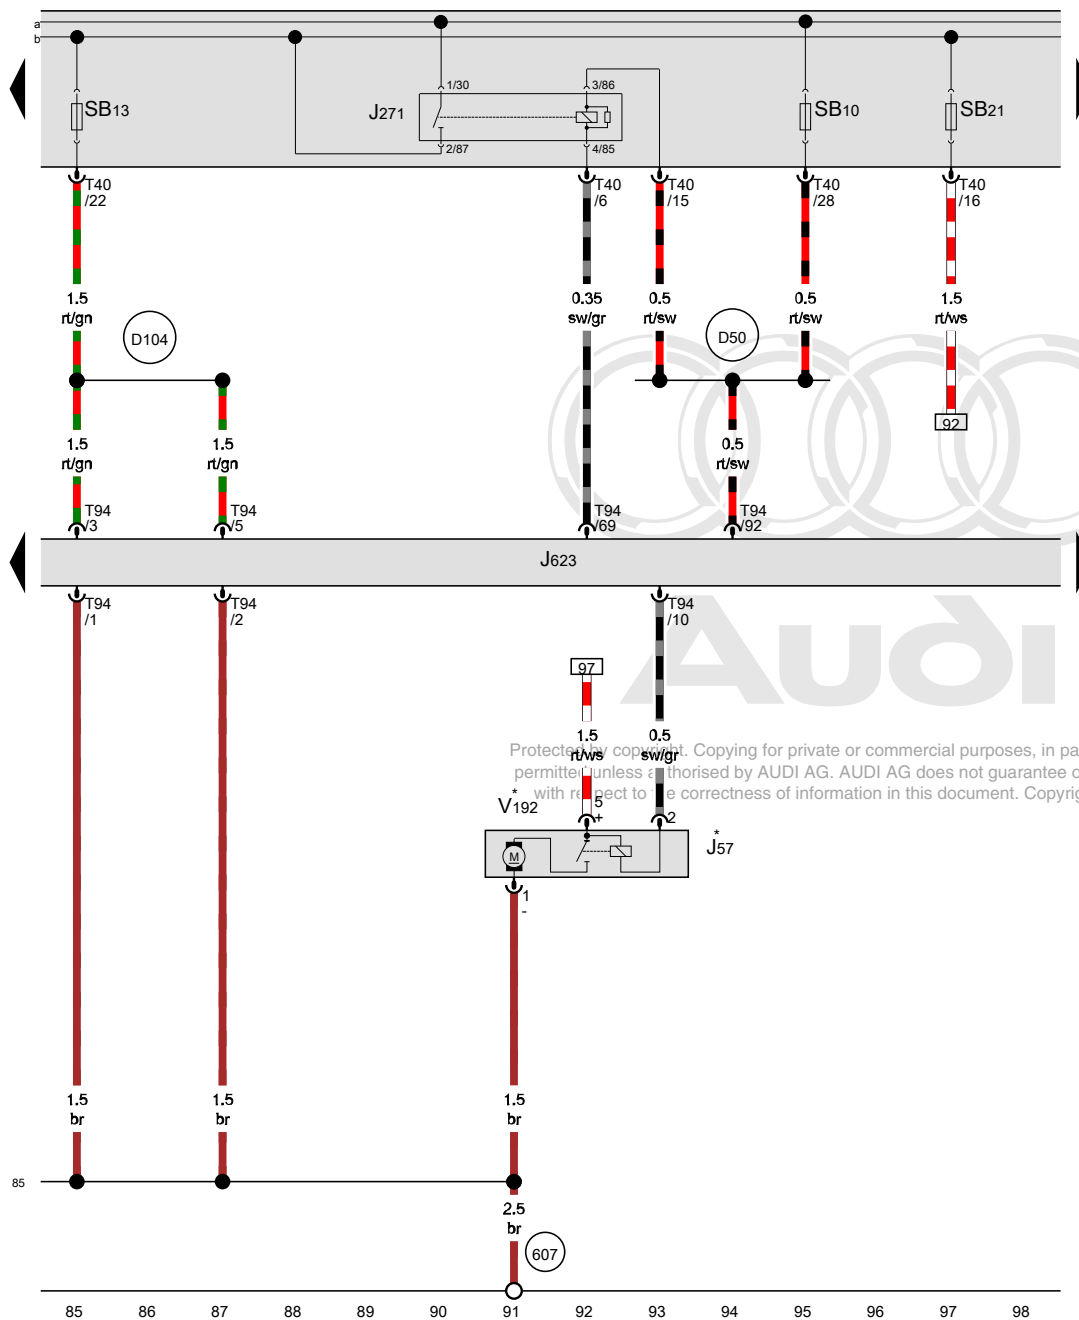 a
b
1/30
3/86
SB13
J271
SB10
SB21
2/87
4/85
T40
/22
T40
/6
T40
/15
T40
/28
T40
/16
1.5
rt/gn
D104
0.35
sw/gr
0.5
rt/sw
D50
0.5
rt/sw
1.5
rt/ws
92
1.5
rt/gn
1.5
rt/gn
0.5
rt/sw
T94
/3
T94
/5
T94
/69
T94
/92
J623
T94
/1
T94
/2
T94
/10
Audi
97
1.5
rt/ws
0.5
sw/gr
Protected by copyright. Copying for private or commercial purposes, in pa
permitted unless authorised by AUDI AG. AUDI AG does not guarantee o
with respect to the correctness of information in this document. Copyrig
*
V192
5
+
2
*
J57
M
1
-
1.5
br
1.5
br
1.5
br
85
2.5
br
607
85 86 87 88 89 90 91 92 93 94 95 96 97 98